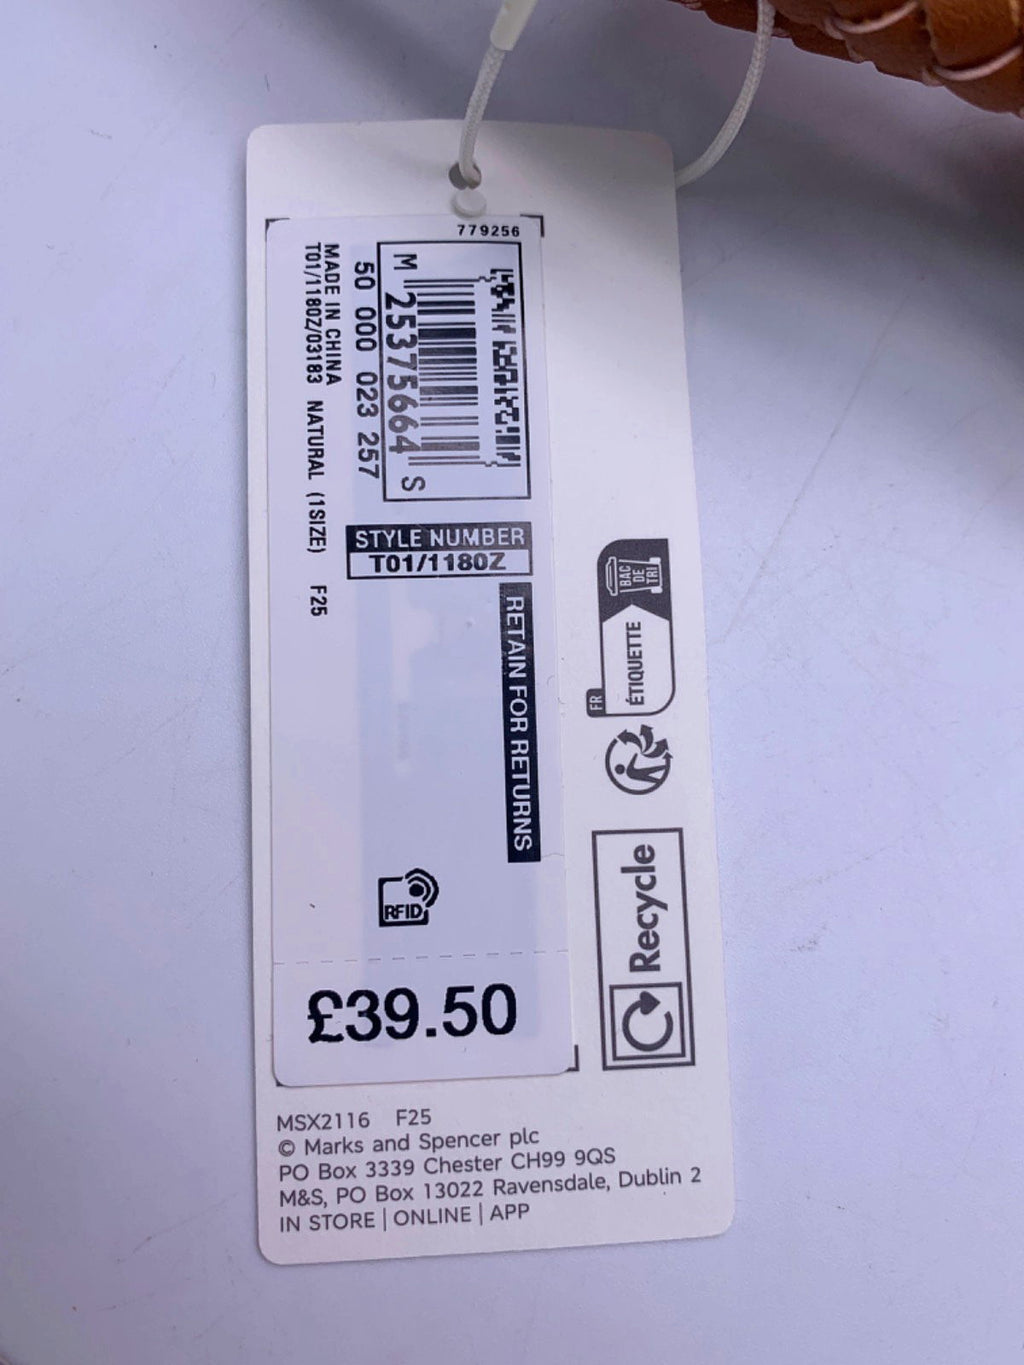 779256
M 25375664 S
50 000 023 257
MADE IN CHINA
T01/1180Z/03183 NATURAL (1SIZE) F25
STYLE NUMBER
T01/1180Z
RETAIN FOR RETURNS
RFID
£39.50
BAC
DE
TRI
FR
ÉTIQUETTE
Recycle
MSX2116 F25
© Marks and Spencer plc
PO Box 3339 Chester CH99 9QS
M&S, PO Box 13022 Ravensdale, Dublin 2
IN STORE | ONLINE | APP